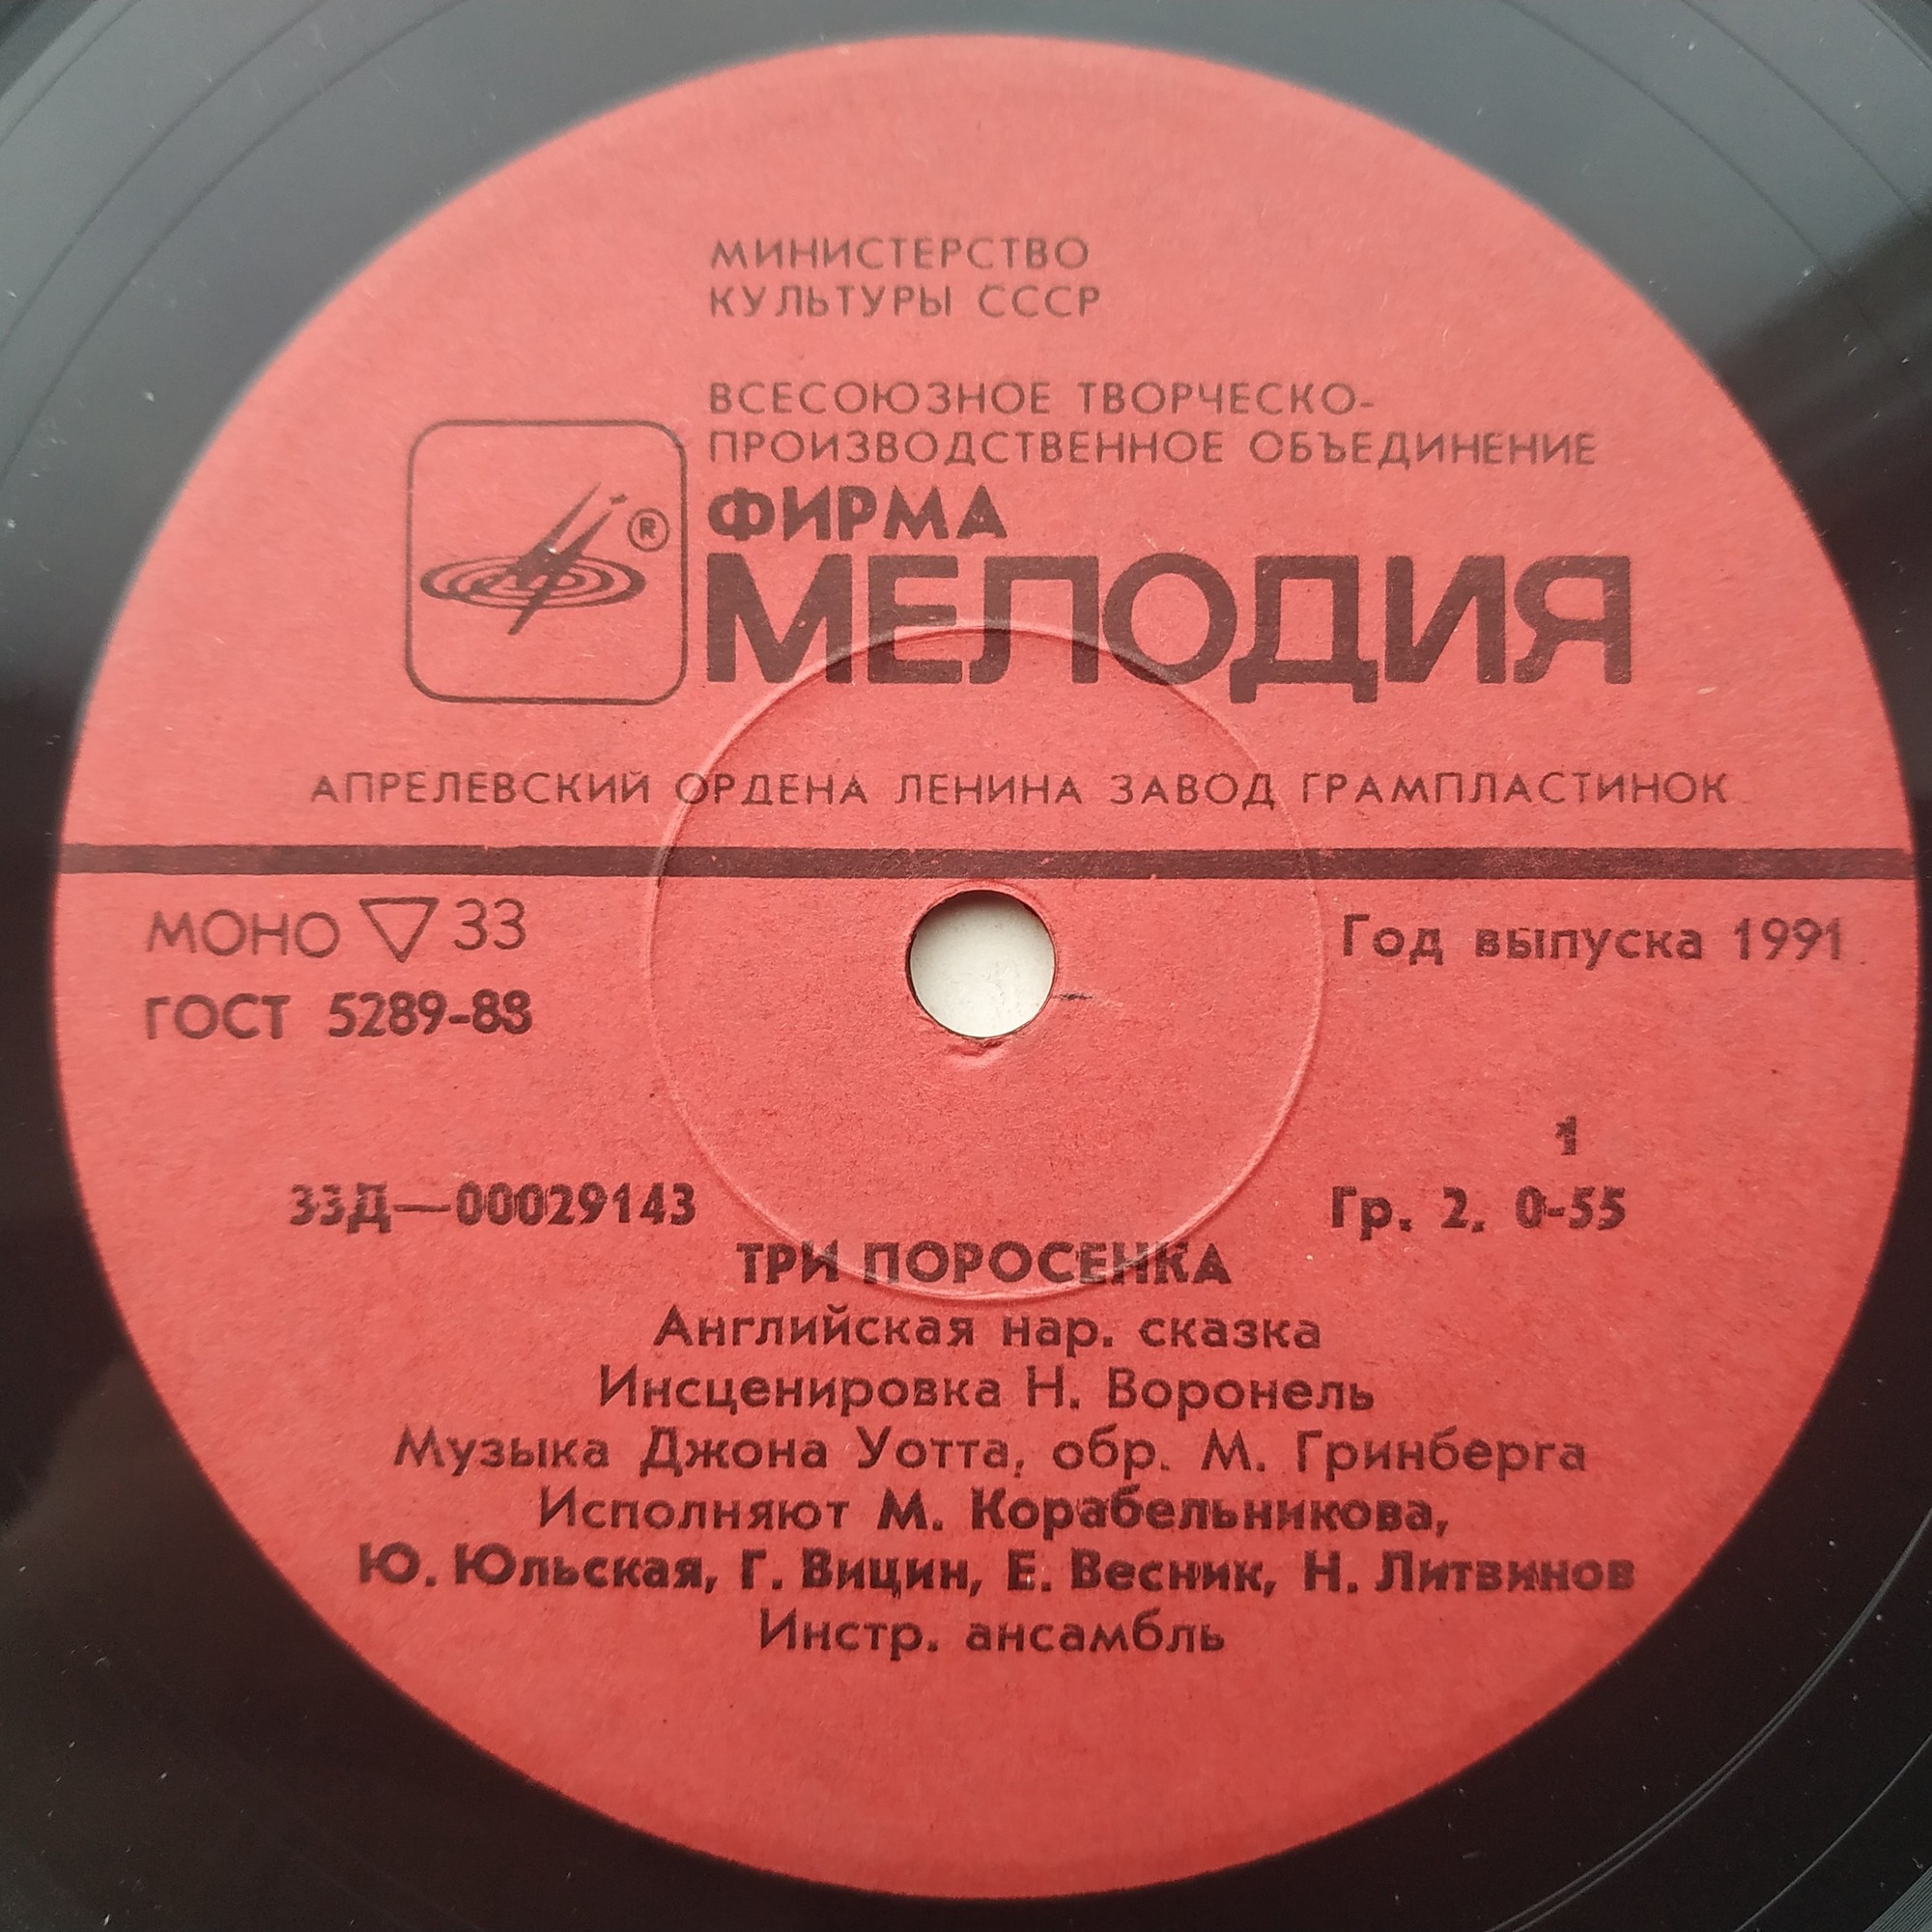 МИНИСТЕРСТВО
КУЛЬТУРЫ СССР
ВСЕСОЮЗНОЕ ТВОРЧЕСКО-
ПРОИЗВОДСТВЕННОЕ ОБЪЕДИНЕНИЕ
ФИРМА
®
МЕЛОДИЯ
АПРЕЛЕВСКИЙ ОРДЕНА ЛЕНИНА ЗАВОД ГРАМПЛАСТИНОК
МОНО ▽ 33
Год выпуска 1991
ГОСТ 5289-88
1
33Д—00029143
Гр. 2. 0-55
ТРИ ПОРОСЕНКА
Английская нар. сказка
Инсценировка Н. Воронель
Музыка Джона Уотта, обр. М. Гринберга
Исполняют М. Корабельникова,
Ю. Юльская, Г. Вицин, Е. Весник, Н. Литвинов
Инстр. ансамбль